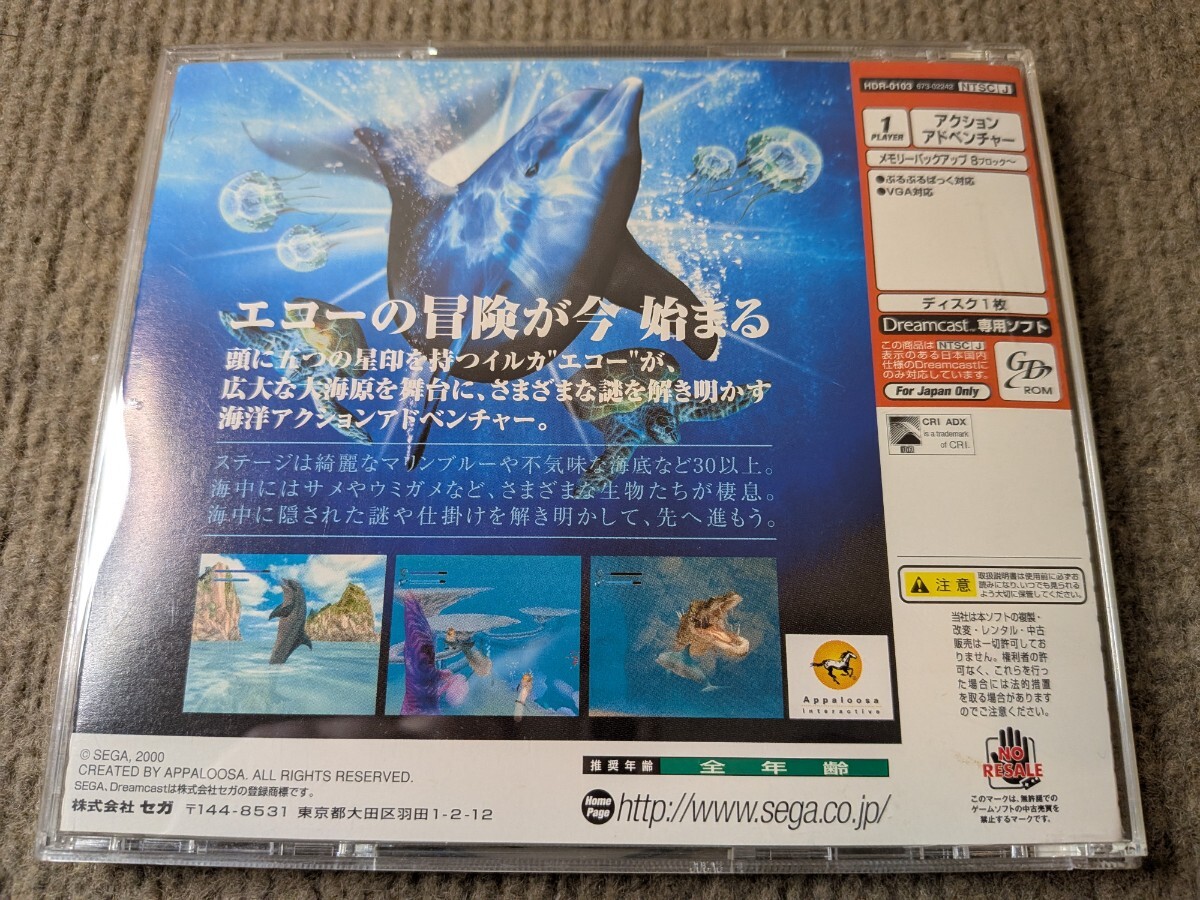 HDR-0103 673-02242 NTSC J
1
PLAYER
アクション
アドベンチャー
メモリーバックアップ 8ブロック〜
●ぷるぷるぱっく対応
●VGA対応
ディスク1枚
Dreamcast™専用ソフト
この商品は NTSC J
表示のある日本国内
仕様のDreamcastに
のみ対応しています。
For Japan Only
GD
ROM
CRI ADX
is a trademark
of CRI.
エコーの冒険が今 始まる
頭に五つの星印を持つイルカ"エコー"が、
広大な大海原を舞台に、さまざまな謎を解き明かす
海洋アクションアドベンチャー。
ステージは綺麗なマリンブルーや不気味な海底など30以上。
海中にはサメやウミガメなど、さまざまな生物たちが棲息。
海中に隠された謎や仕掛けを解き明かして、先へ進もう。
Appaloosa
interactive
注意
取扱説明書は使用前に必ずお
読みになり、いつでも見られる
よう大切に保管してください。
当社は本ソフトの複製・
改変・レンタル・中古
販売は一切許可してお
りません。権利者の許
可なく、これらを行っ
た場合には法的措置
を取る場合があります
のでご注意ください。
NO
RESALE
このマークは、無許諾での
ゲームソフトの中古売買を
禁止するマークです。
© SEGA, 2000
CREATED BY APPALOOSA. ALL RIGHTS RESERVED.
SEGA、Dreamcastは株式会社セガの登録商標です。
株式会社 セガ 〒144-8531 東京都大田区羽田1-2-12
推奨年齢 全年齢
Home
Page
http://www.sega.co.jp/